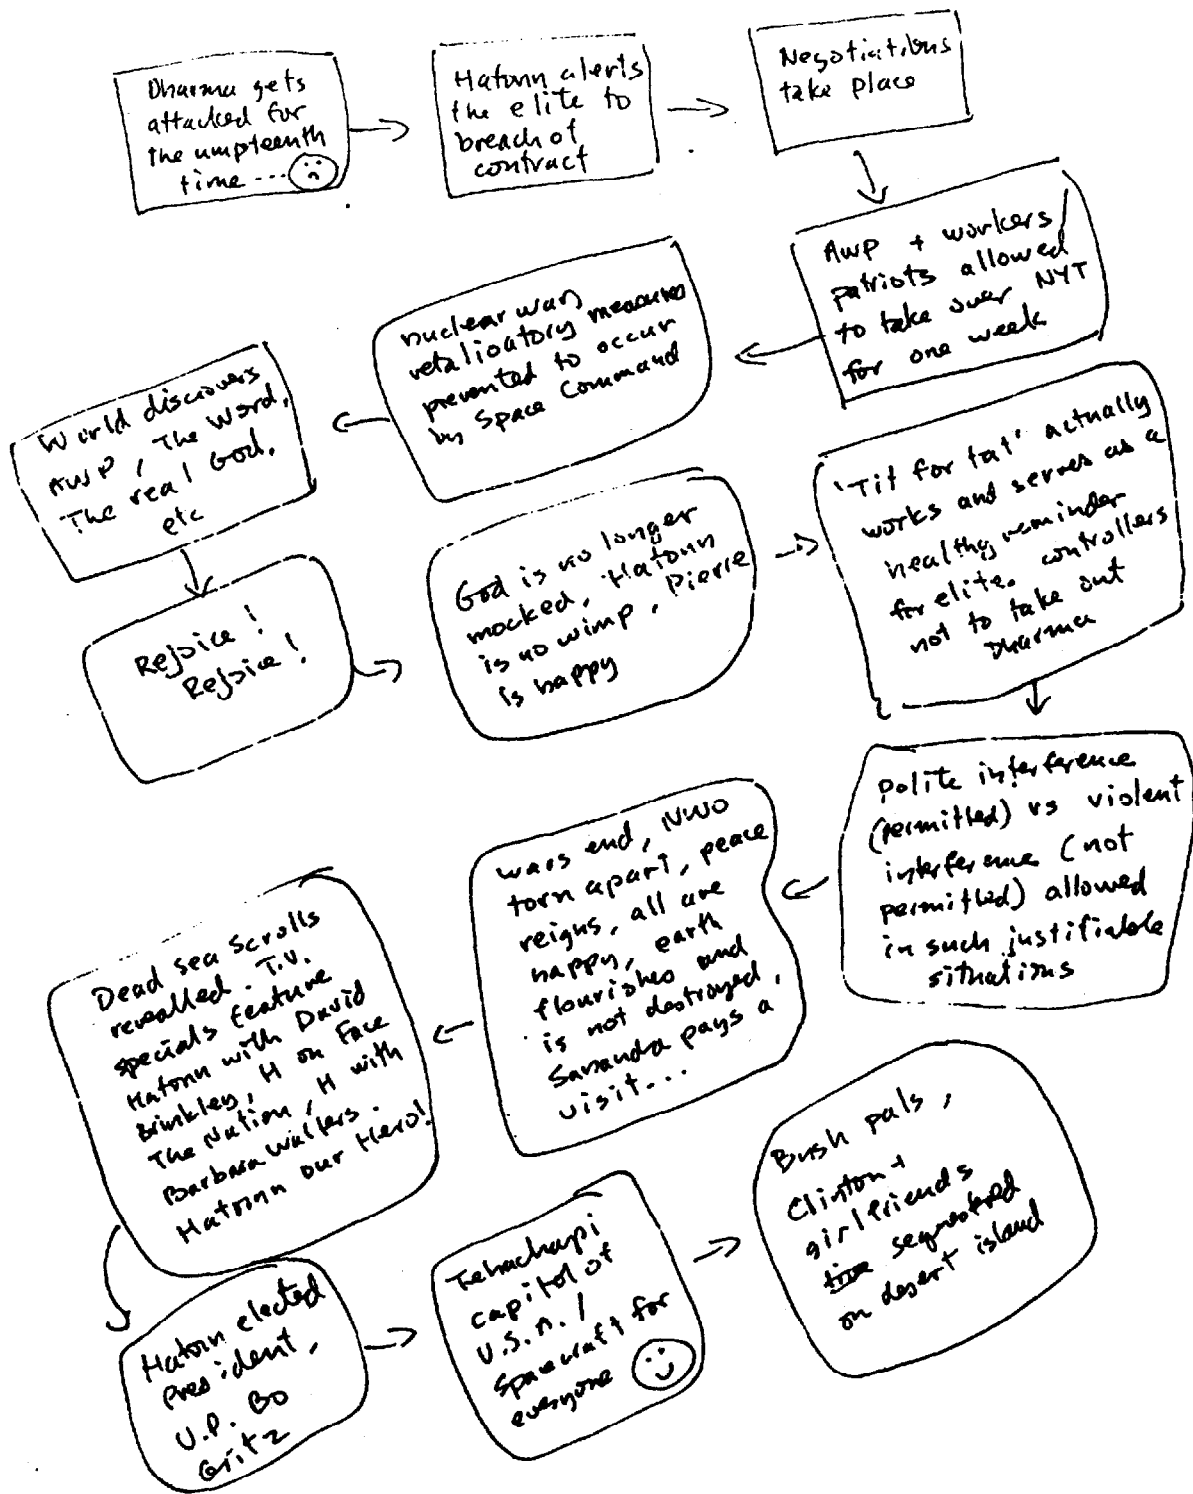 Dharma gets
attacked for
the umpteenth
time...
Hatonn alerts
the elite to
breach of
contract
Negotiations
take place
AWP + workers/
patriots allowed
to take over NYT
for one week
nuclear war,
retaliatory measures
prevented to occur
by Space Command
World discovers
AWP, The Word,
The real God,
etc
Rejoice!
Rejoice!
God is no longer
mocked, Hatonn
is no wimp, Pierre
is happy
'Tit for tat' actually
works and serves as a
healthy reminder
for elite controllers
not to take out
Dharma
Polite interference
(permitted) vs violent
interference (not
permitted) allowed
in such justifiable
situations
wars end, NWO
torn apart, peace
reigns, all are
happy, earth
flourishes and
is not destroyed,
Sananda pays a
visit...
Dead sea scrolls
revealled. T.V.
specials feature
Hatonn with David
Brinkley, H on Face
The Nation, H with
Barbara Walters.
Hatonn our Hero!
Hatonn elected
President,
V.P. Bo
Gritz
Tehachapi
capitol of
U.S.A./
spacecraft for
everyone
Bush pals,
Clinton +
girlfriends
sequestered
on desert island